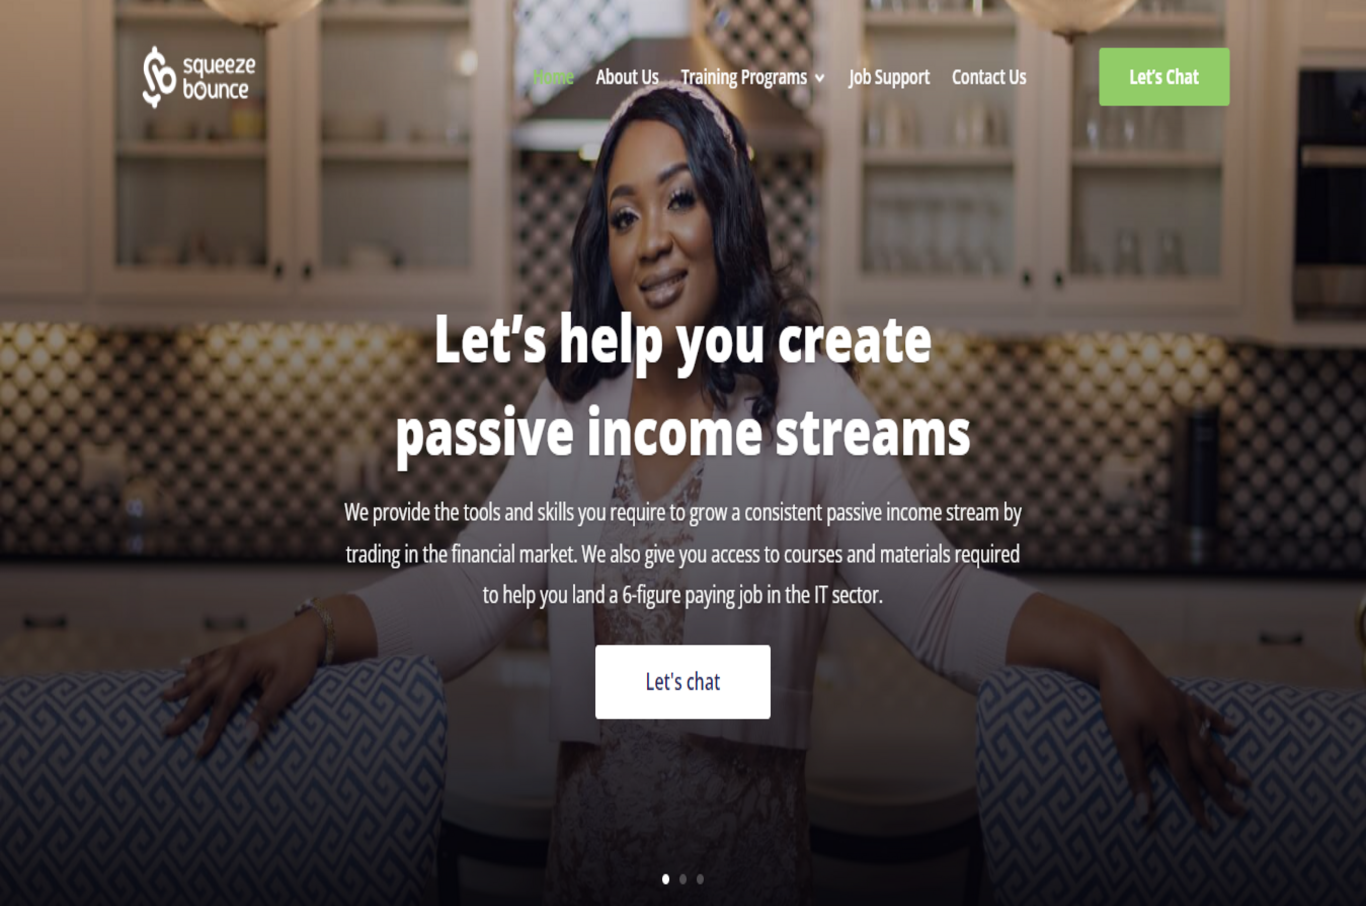 squeeze
bounce
Home
About Us
Training Programs
Job Support
Contact Us
Let's Chat
Let’s help you create
passive income streams
We provide the tools and skills you require to grow a consistent passive income stream by
trading in the financial market. We also give you access to courses and materials required
to help you land a 6-figure paying job in the IT sector.
Let's chat